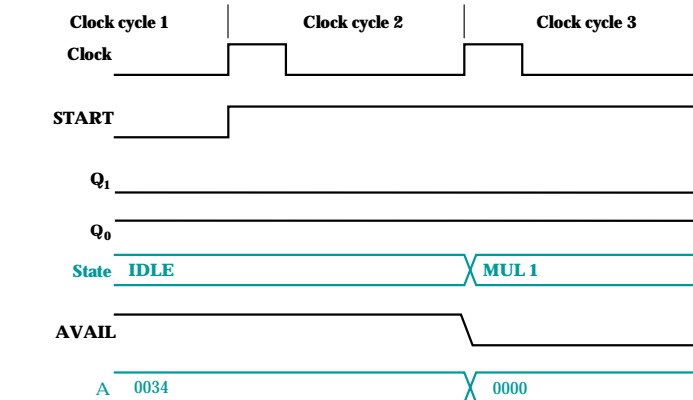 Clock cycle 1 Clock cycle 2 Clock cycle 3
Clock
START
Q1
Q0
State IDLE MUL 1
AVAIL
A 0034 0000